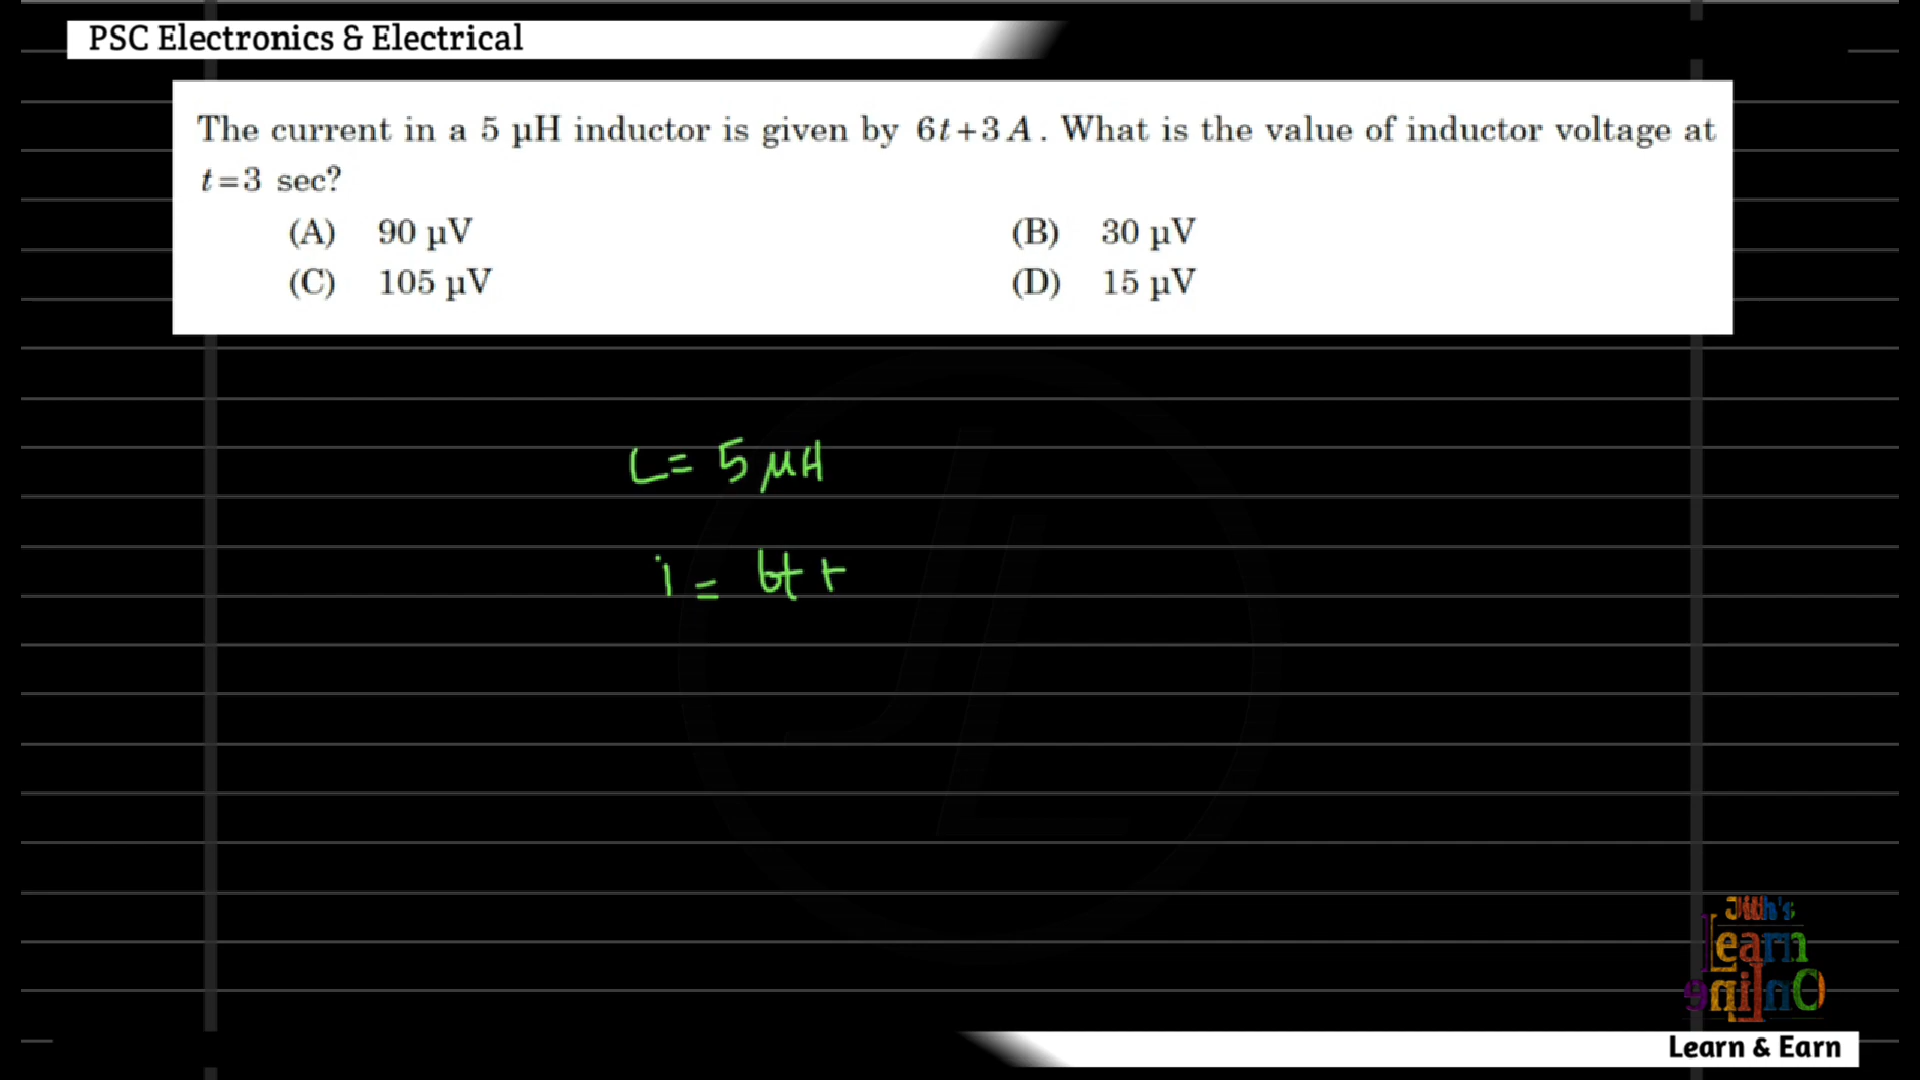 PSC Electronics & Electrical
The current in a 5 µH inductor is given by 6t+3 A. What is the value of inductor voltage at
t=3 sec?
(A) 90 µV (B) 30 µV
(C) 105 µV (D) 15 µV
L = 5 µH
i = 6t +
Jith's
Learn
Online
Learn & Earn